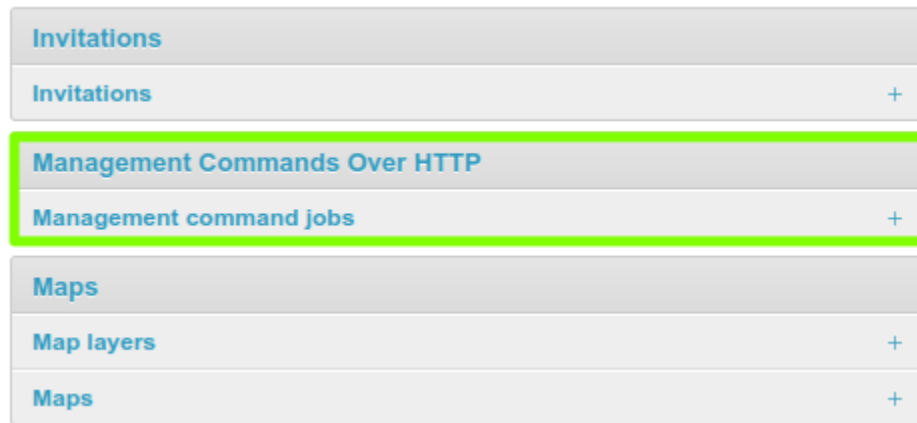 Invitations
Invitations +
Management Commands Over HTTP
Management command jobs +
Maps
Map layers +
Maps +